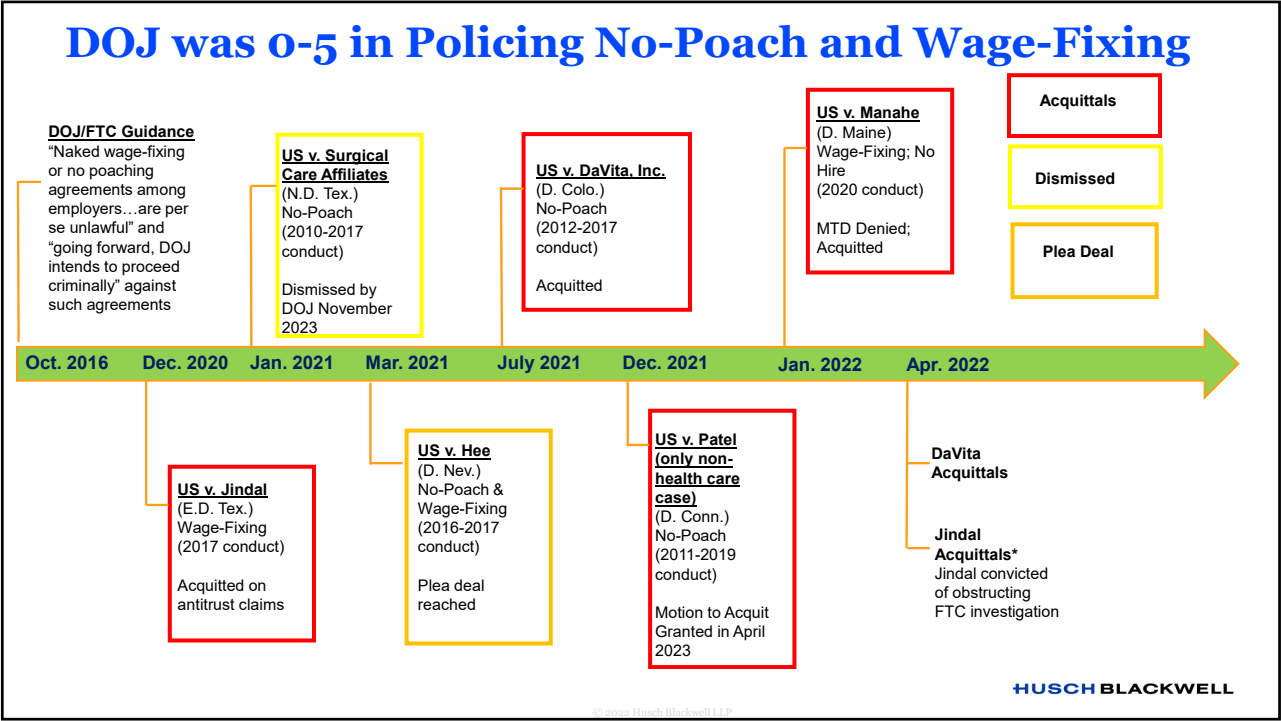 DOJ was 0-5 in Policing No-Poach and Wage-Fixing
DOJ/FTC Guidance
“Naked wage-fixing
or no poaching
agreements among
employers…are per
se unlawful” and
“going forward, DOJ
intends to proceed
criminally” against
such agreements
US v. Surgical
Care Affiliates
(N.D. Tex.)
No-Poach
(2010-2017
conduct)
Dismissed by
DOJ November
2023
US v. DaVita, Inc.
(D. Colo.)
No-Poach
(2012-2017
conduct)
Acquitted
US v. Manahe
(D. Maine)
Wage-Fixing; No
Hire
(2020 conduct)
MTD Denied;
Acquitted
Acquittals
Dismissed
Plea Deal
Oct. 2016 Dec. 2020 Jan. 2021 Mar. 2021 July 2021 Dec. 2021 Jan. 2022 Apr. 2022
US v. Jindal
(E.D. Tex.)
Wage-Fixing
(2017 conduct)
Acquitted on
antitrust claims
US v. Hee
(D. Nev.)
No-Poach &
Wage-Fixing
(2016-2017
conduct)
Plea deal
reached
US v. Patel
(only non-
health care
case)
(D. Conn.)
No-Poach
(2011-2019
conduct)
Motion to Acquit
Granted in April
2023
DaVita
Acquittals
Jindal
Acquittals*
Jindal convicted
of obstructing
FTC investigation
HUSCH BLACKWELL
© 2022 Husch Blackwell LLP